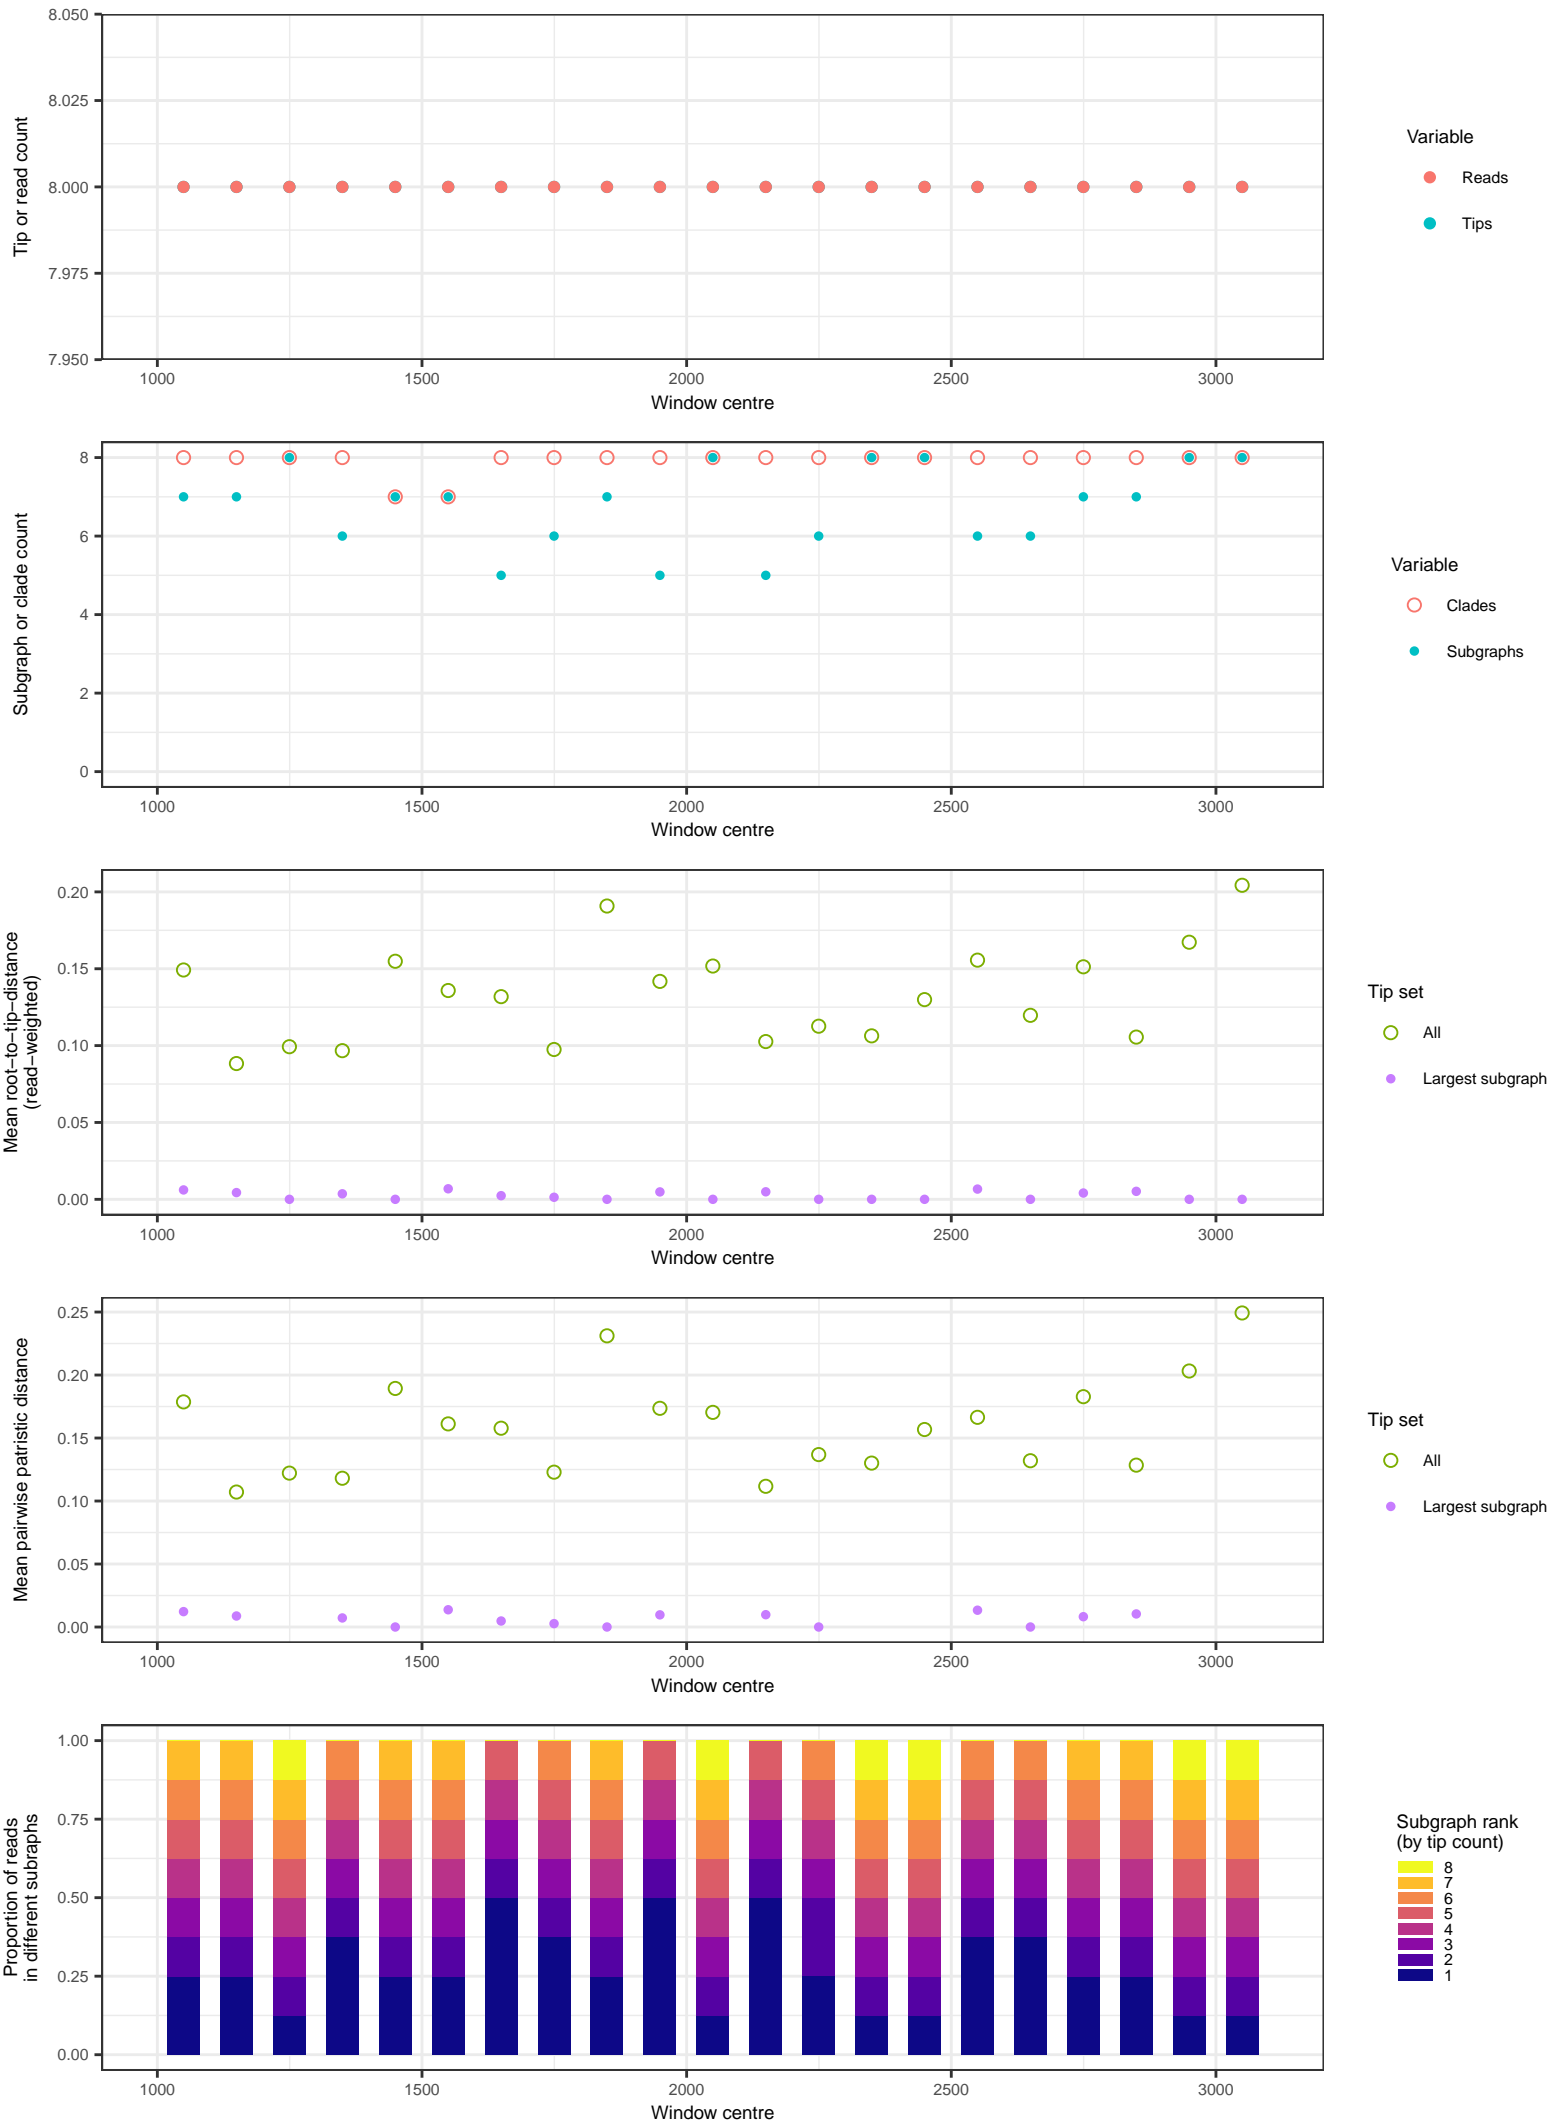 8.050
8.025
8.000
7.975
7.950
Tip or read count
1000 1500 2000 2500 3000
Window centre
Variable
Reads
Tips
8
6
4
2
0
Subgraph or clade count
1000 1500 2000 2500 3000
Window centre
Variable
Clades
Subgraphs
0.20
0.15
0.10
0.05
0.00
Mean root−to−tip−distance
(read−weighted)
1000 1500 2000 2500 3000
Window centre
Tip set
All
Largest subgraph
0.25
0.20
0.15
0.10
0.05
0.00
Mean pairwise patristic distance
1000 1500 2000 2500 3000
Window centre
Tip set
All
Largest subgraph
1.00
0.75
0.50
0.25
0.00
Proportion of reads
in different subraphs
1000 1500 2000 2500 3000
Window centre
Subgraph rank
(by tip count)
8
7
6
5
4
3
2
1